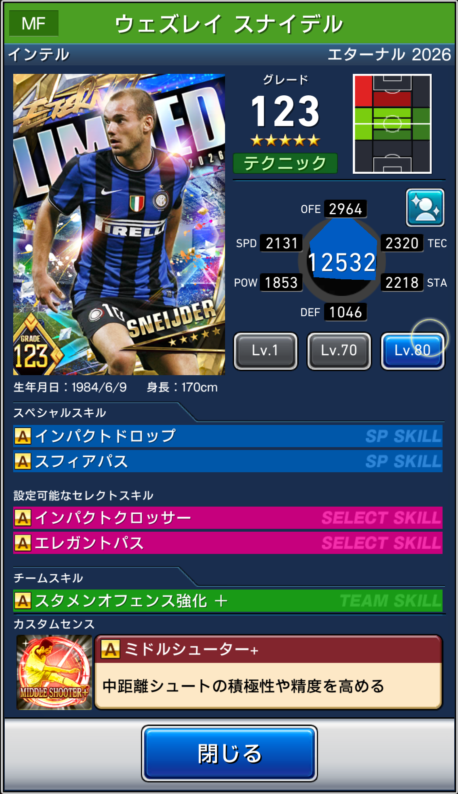 MF
ウェズレイ スナイデル
インテル
エターナル 2026
LIMITED
2026
PIRELLI
SNEIJDER
★★★★★
GRADE
123
グレード
123
★★★★★
テクニック
OFE 2964
SPD 2131
2320 TEC
12532
POW 1853
2218 STA
DEF 1046
Lv.1
Lv.70
Lv.80
生年月日：1984/6/9 身長：170cm
スペシャルスキル
A インパクトドロップ SP SKILL
A スフィアパス SP SKILL
設定可能なセレクトスキル
A インパクトクロッサー SELECT SKILL
A エレガントパス SELECT SKILL
チームスキル
A スタメンオフェンス強化 ＋ TEAM SKILL
カスタムセンス
MIDDLE SHOOTER+
A ミドルシューター+
中距離シュートの積極性や精度を高める
閉じる